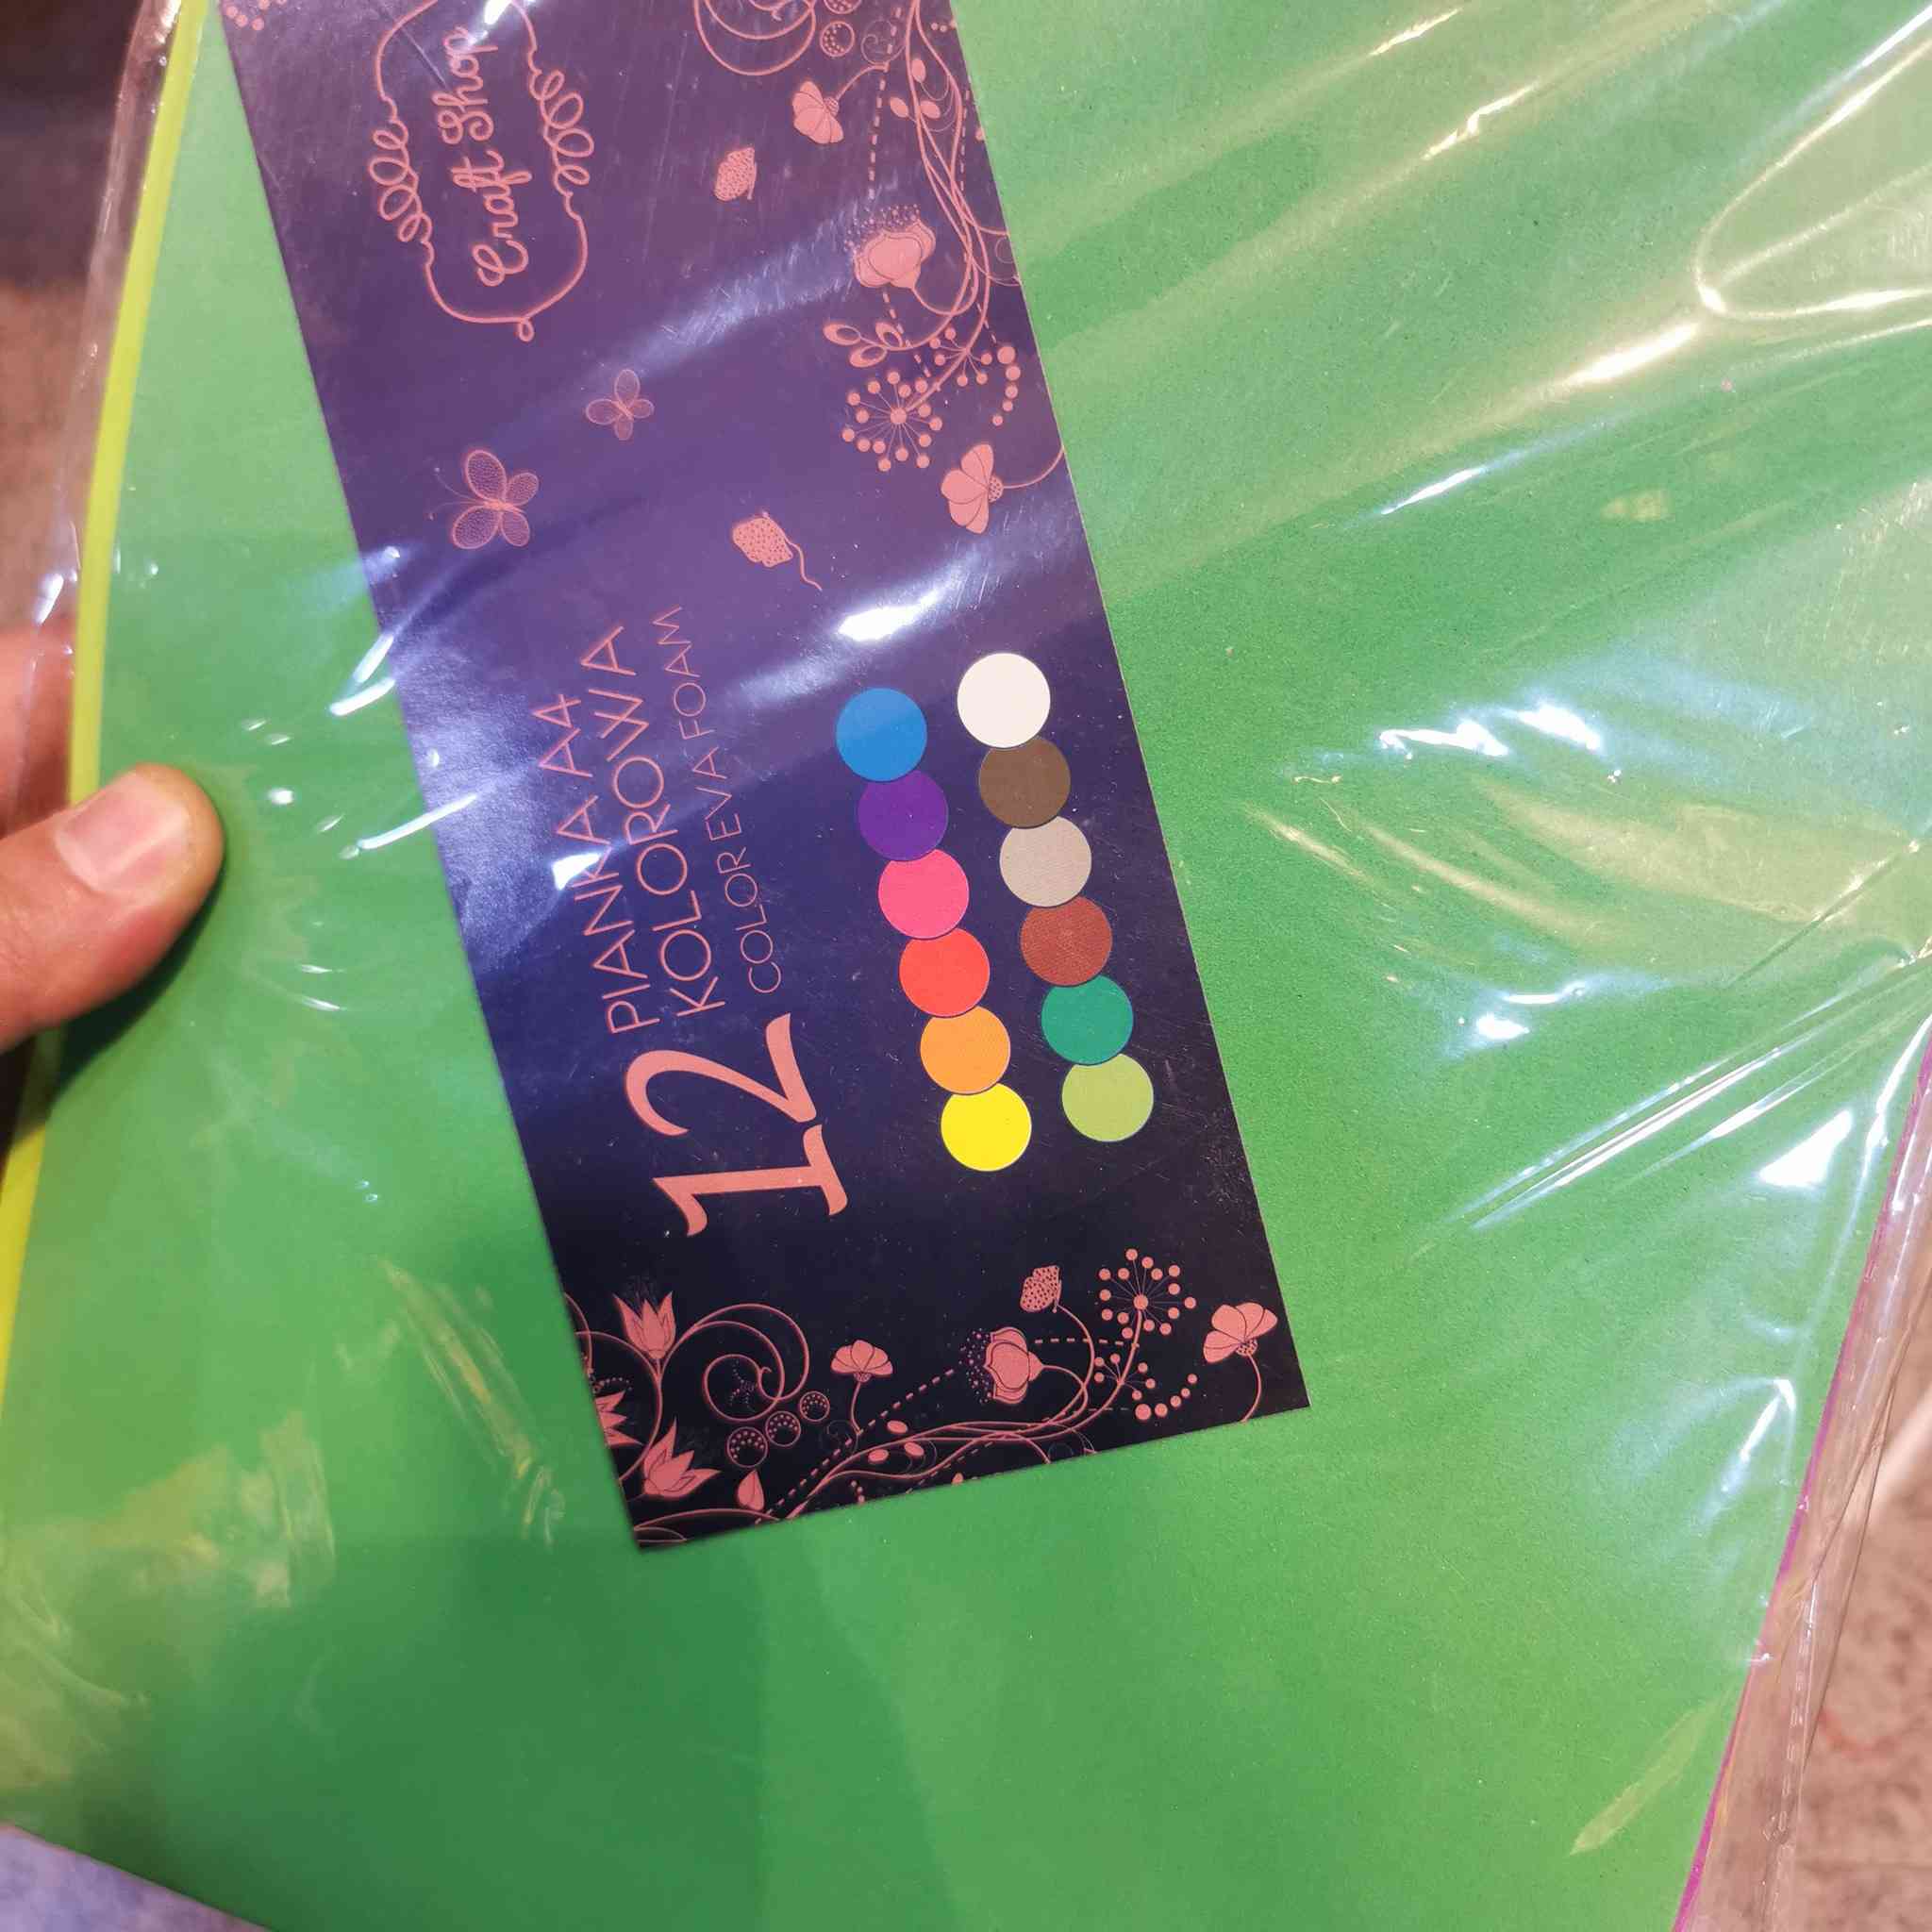 Craft Shop
12
PIANKA A4
KOLOROWA
COLOR EVA FOAM